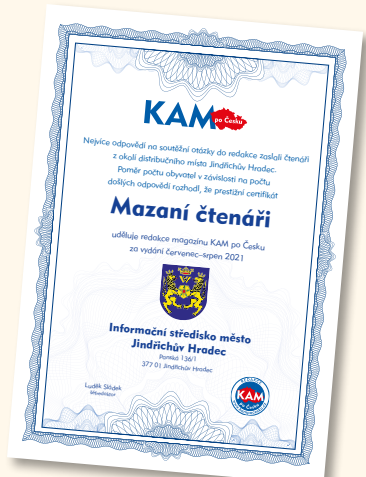 KAM
po Česku
Nejvíce odpovědí na soutěžní otázky do redakce zaslali čtenáři
z okolí distribučního místa Jindřichův Hradec.
Poměr počtu obyvatel v závislosti na počtu
došlých odpovědí rozhodl, že prestižní certifikát
Mazaní čtenáři
uděluje redakce magazínu KAM po Česku
za vydání červenec–srpen 2021
Informační středisko město
Jindřichův Hradec
Panská 136/I
377 01 Jindřichův Hradec
Luděk Sládek
šéfredaktor
KAM
po Česku